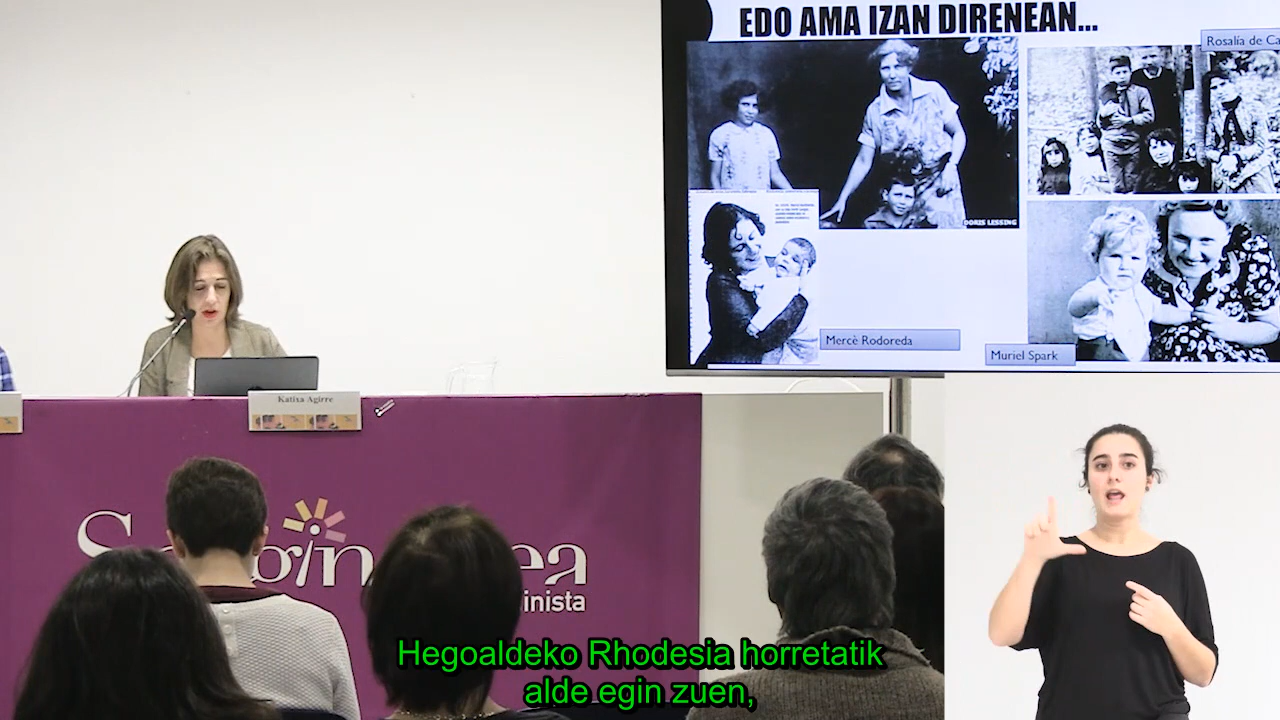 EDO AMA IZAN DIRENEAN...
Rosalía de Ca
DORIS LESSING
Mercè Rodoreda
Muriel Spark
Katixa Agirre
inista
Hegoaldeko Rhodesia horretatik
alde egin zuen,